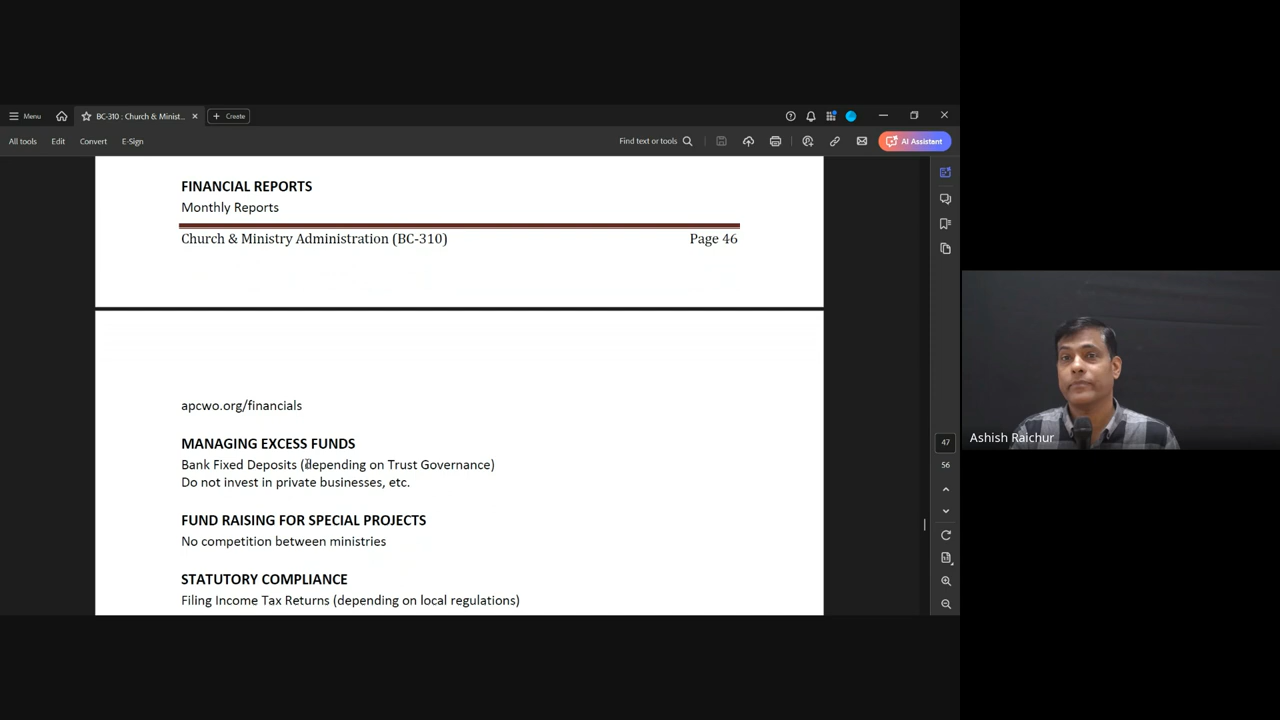 Menu
BC-310 : Church & Minist...
Create
All tools
Edit
Convert
E-Sign
Find text or tools
AI Assistant
FINANCIAL REPORTS
Monthly Reports
Church & Ministry Administration (BC-310)
Page 46
apcwo.org/financials
MANAGING EXCESS FUNDS
Bank Fixed Deposits (depending on Trust Governance)
Do not invest in private businesses, etc.
FUND RAISING FOR SPECIAL PROJECTS
No competition between ministries
STATUTORY COMPLIANCE
Filing Income Tax Returns (depending on local regulations)
47
56
Ashish Raichur